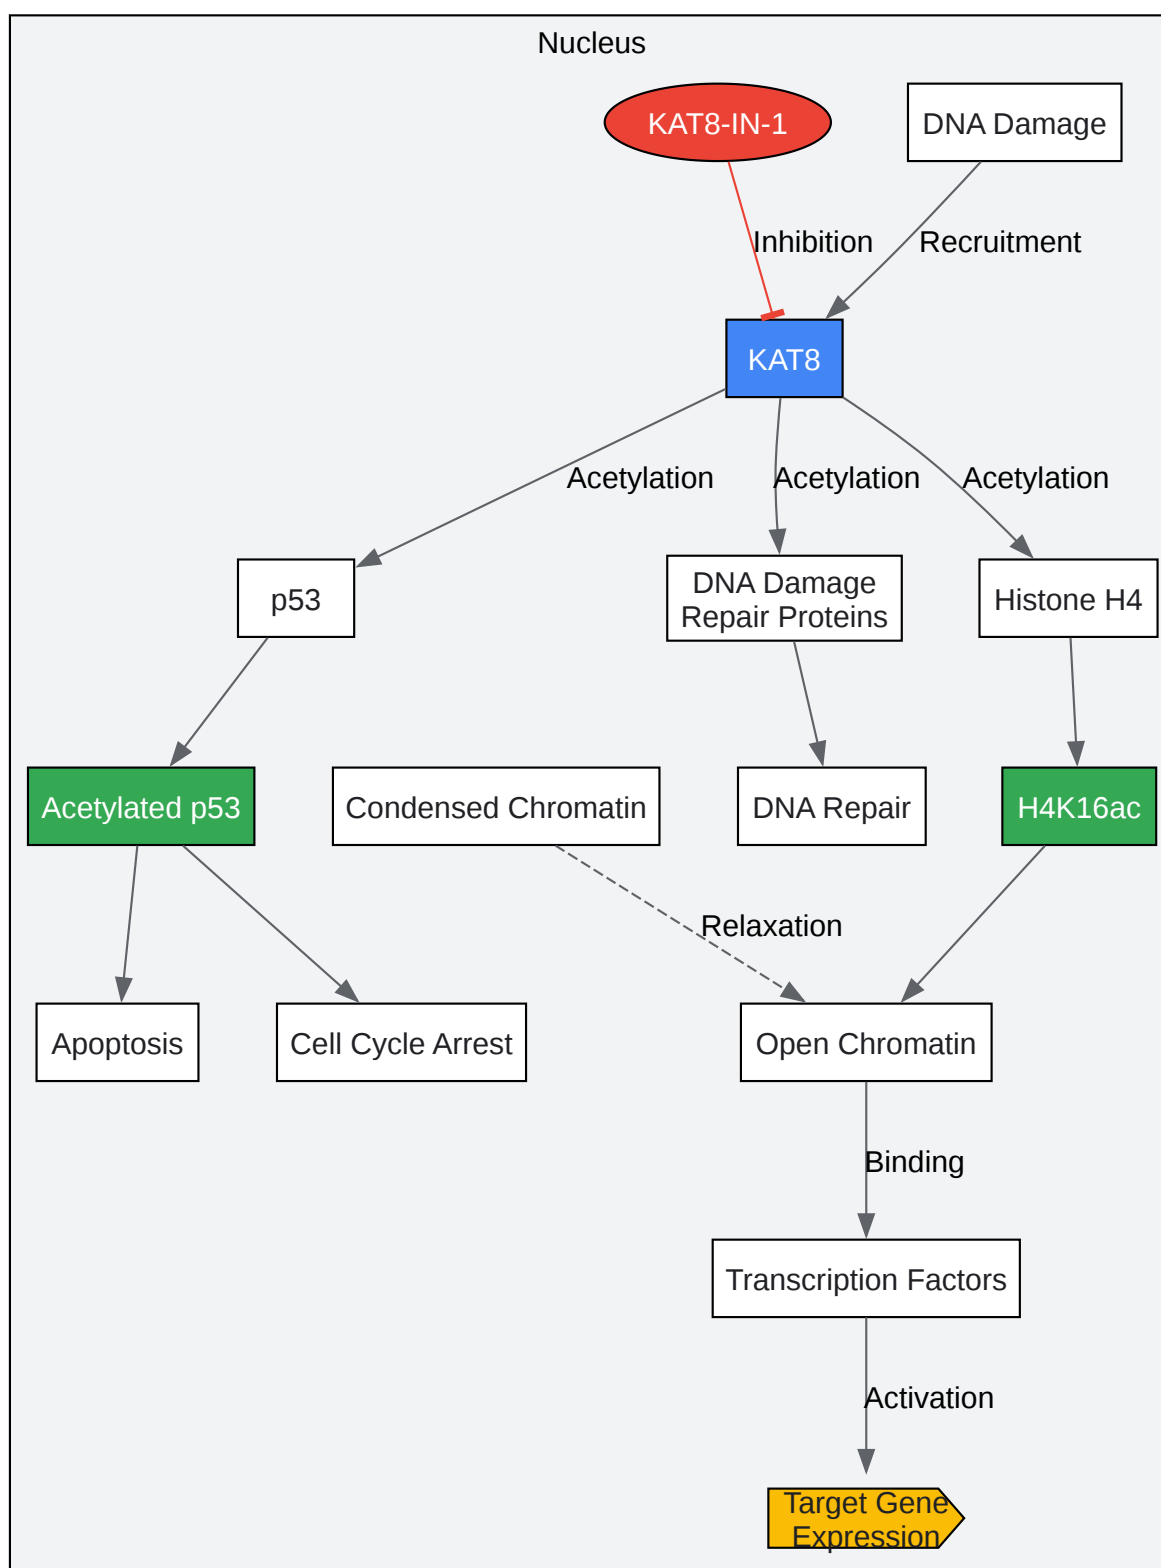 Nucleus
KAT8-IN-1
DNA Damage
Inhibition
Recruitment
KAT8
Acetylation
Acetylation
Acetylation
p53
DNA Damage
Repair Proteins
Histone H4
Acetylated p53
Condensed Chromatin
DNA Repair
H4K16ac
Relaxation
Apoptosis
Cell Cycle Arrest
Open Chromatin
Binding
Transcription Factors
Activation
Target Gene
Expression